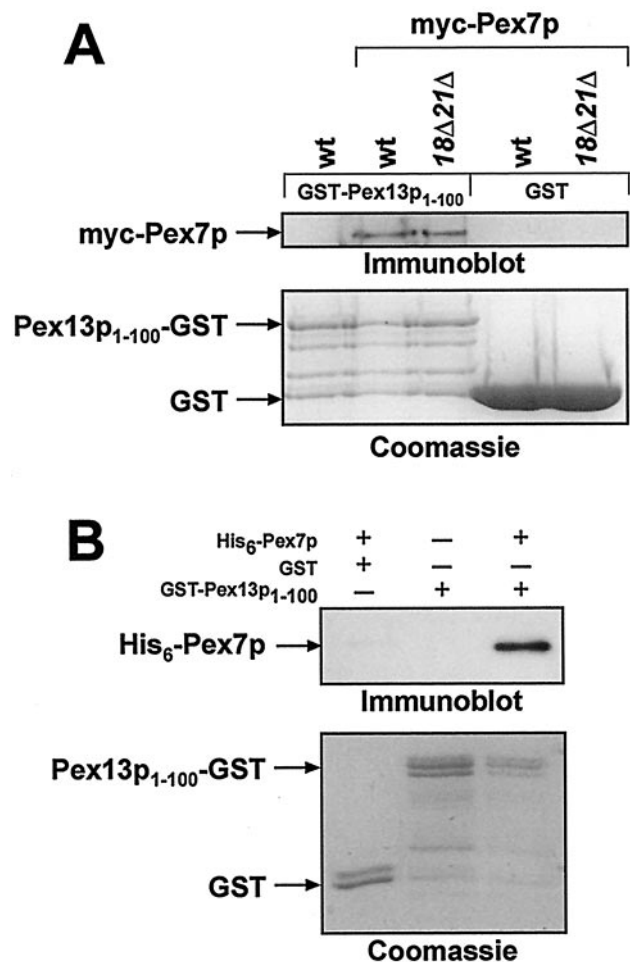 A
myc-Pex7p
wt wt 18Δ21Δ wt 18Δ21Δ
GST-Pex13p1-100 GST
myc-Pex7p
Immunoblot
Pex13p1-100-GST
GST
Coomassie
B
His6-Pex7p + – +
GST + – –
GST-Pex13p1-100 – + +
His6-Pex7p
Immunoblot
Pex13p1-100-GST
GST
Coomassie